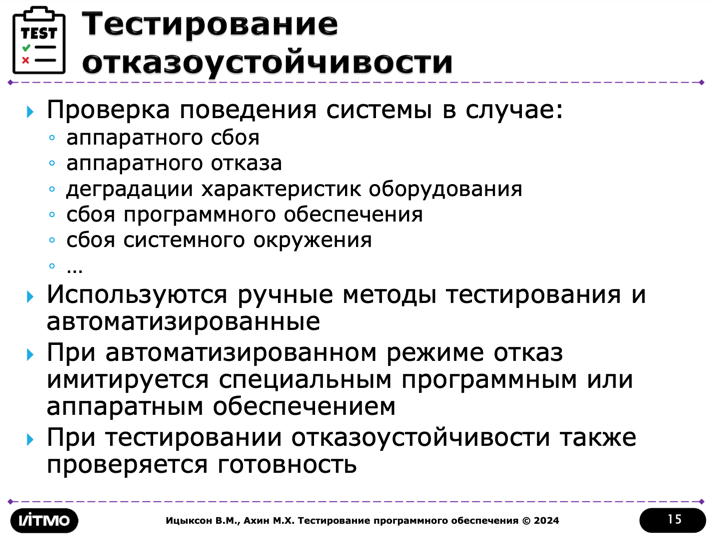 TEST
Тестирование
отказоустойчивости
Проверка поведения системы в случае:
аппаратного сбоя
аппаратного отказа
деградации характеристик оборудования
сбоя программного обеспечения
сбоя системного окружения
…
Используются ручные методы тестирования и
автоматизированные
При автоматизированном режиме отказ
имитируется специальным программным или
аппаратным обеспечением
При тестировании отказоустойчивости также
проверяется готовность
ИТМО
Ицыксон В.М., Ахин М.Х. Тестирование программного обеспечения © 2024
15